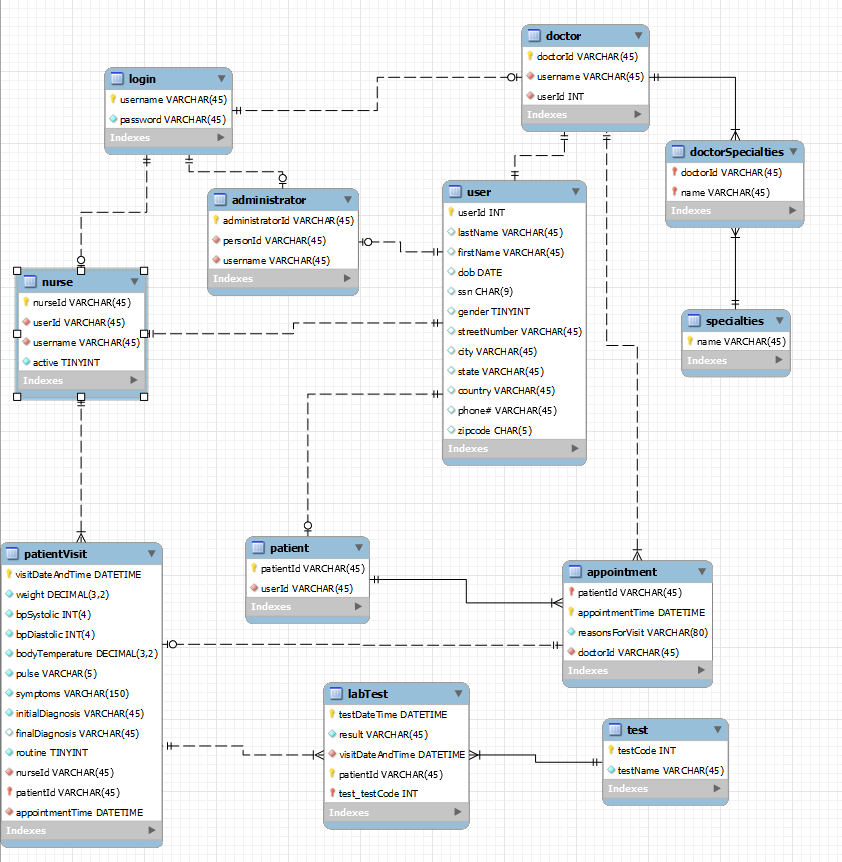 doctor
doctorId VARCHAR(45)
username VARCHAR(45)
userId INT
Indexes
login
username VARCHAR(45)
password VARCHAR(45)
Indexes
doctorSpecialties
doctorId VARCHAR(45)
name VARCHAR(45)
Indexes
administrator
administratorId VARCHAR(45)
personId VARCHAR(45)
username VARCHAR(45)
Indexes
user
userId INT
lastName VARCHAR(45)
firstName VARCHAR(45)
dob DATE
ssn CHAR(9)
gender TINYINT
streetNumber VARCHAR(45)
city VARCHAR(45)
state VARCHAR(45)
country VARCHAR(45)
phone# VARCHAR(45)
zipcode CHAR(5)
Indexes
nurse
nurseId VARCHAR(45)
userId VARCHAR(45)
username VARCHAR(45)
active TINYINT
Indexes
specialties
name VARCHAR(45)
Indexes
patientVisit
visitDateAndTime DATETIME
weight DECIMAL(3,2)
bpSystolic INT(4)
bpDiastolic INT(4)
bodyTemperature DECIMAL(3,2)
pulse VARCHAR(5)
symptoms VARCHAR(150)
initialDiagnosis VARCHAR(45)
finalDiagnosis VARCHAR(45)
routine TINYINT
nurseId VARCHAR(45)
patientId VARCHAR(45)
appointmentTime DATETIME
Indexes
patient
patientId VARCHAR(45)
userId VARCHAR(45)
Indexes
appointment
patientId VARCHAR(45)
appointmentTime DATETIME
reasonsForVisit VARCHAR(80)
doctorId VARCHAR(45)
Indexes
labTest
testDateTime DATETIME
result VARCHAR(45)
visitDateAndTime DATETIME
patientId VARCHAR(45)
test_testCode INT
Indexes
test
testCode INT
testName VARCHAR(45)
Indexes